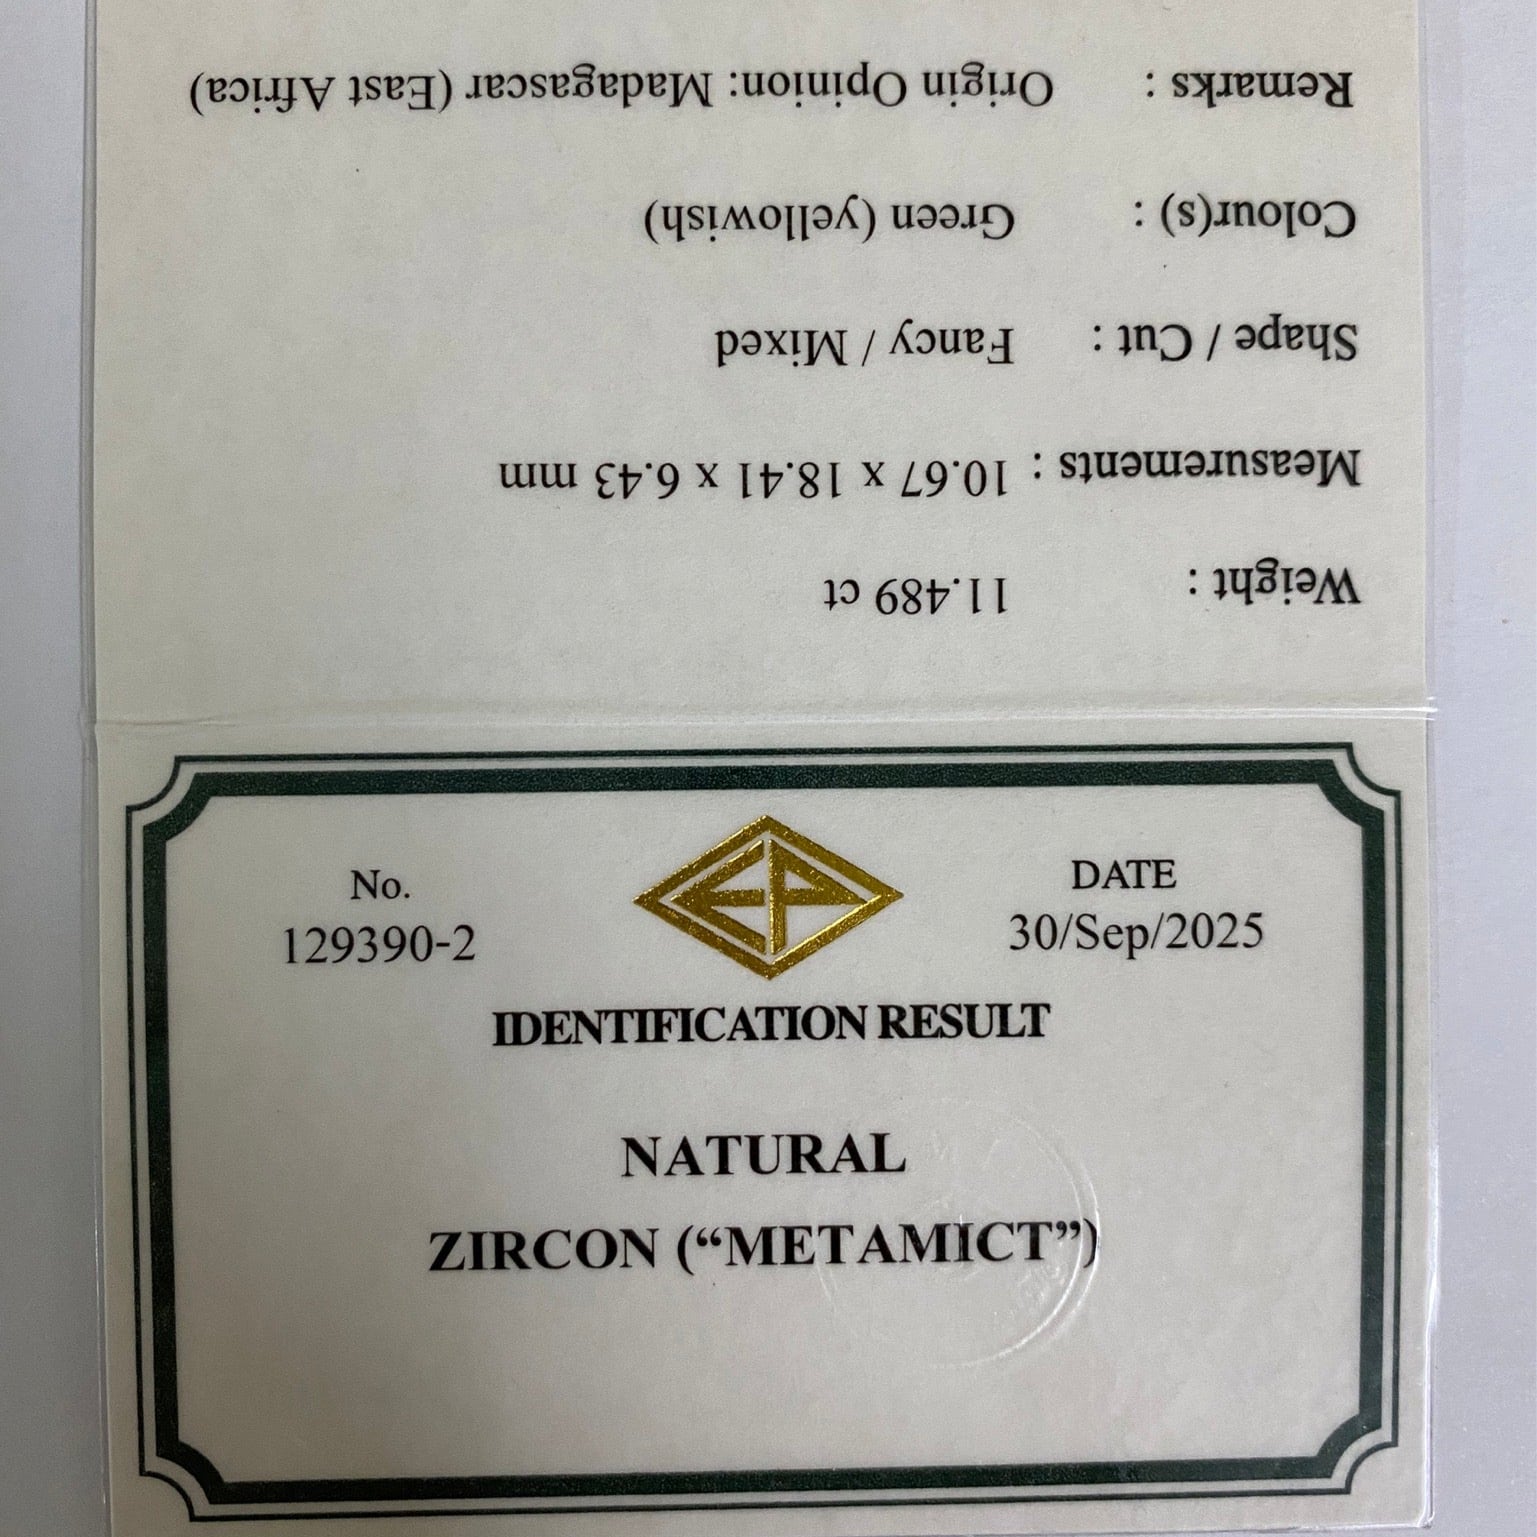 Weight : 11.489 ct
Measurements : 10.67 x 18.41 x 6.43 mm
Shape / Cut : Fancy / Mixed
Colour(s) : Green (yellowish)
Remarks : Origin Opinion: Madagascar (East Africa)
No.
129390-2
EP
DATE
30/Sep/2025
IDENTIFICATION RESULT
NATURAL
ZIRCON (“METAMICT”)